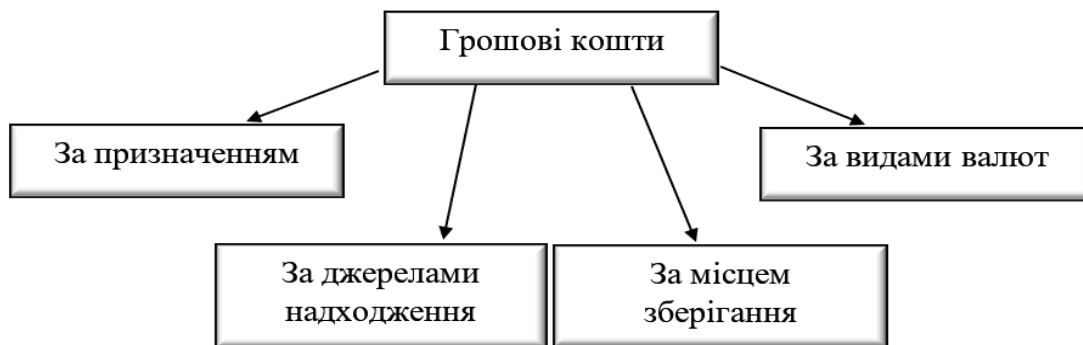 Грошові кошти
За призначенням
За видами валют
За джерелами
надходження
За місцем
зберігання